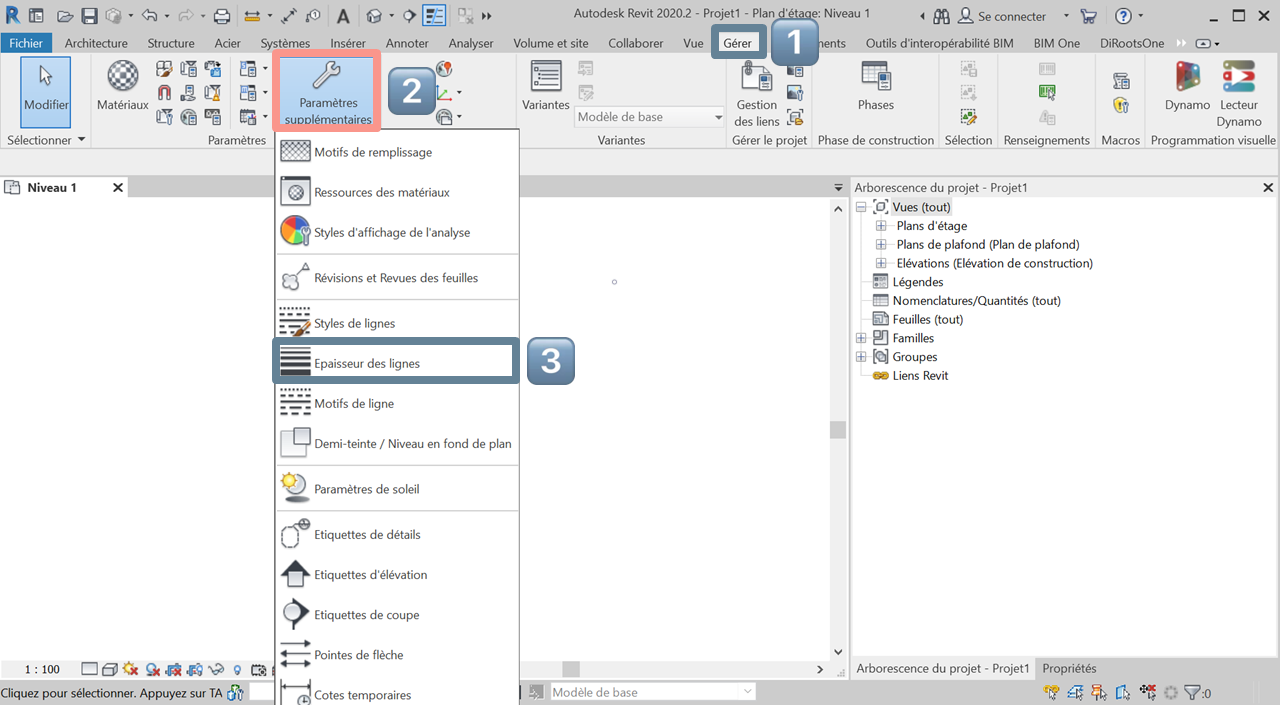 Autodesk Revit 2020.2 - Projet1 - Plan d'étage: Niveau 1
Se connecter
Fichier
Architecture
Structure
Acier
Systèmes
Insérer
Annoter
Analyser
Volume et site
Collaborer
Vue
Gérer
1
ments
Outils d'interopérabilité BIM
BIM One
DiRootsOne
Modifier
Matériaux
Paramètres
supplémentaires
2
Variantes
Modèle de base
Gestion
des liens
Phases
Dynamo
Lecteur
Dynamo
Sélectionner
Paramètres
Variantes
Gérer le projet
Phase de construction
Sélection
Renseignements
Macros
Programmation visuelle
Niveau 1
Motifs de remplissage
Ressources des matériaux
Styles d'affichage de l'analyse
Révisions et Revues des feuilles
Styles de lignes
Epaisseur des lignes
3
Motifs de ligne
Demi-teinte / Niveau en fond de plan
Paramètres de soleil
Etiquettes de détails
Etiquettes d'élévation
Etiquettes de coupe
Pointes de flèche
Cotes temporaires
Arborescence du projet - Projet1
Vues (tout)
Plans d'étage
Plans de plafond (Plan de plafond)
Elévations (Elévation de construction)
Légendes
Nomenclatures/Quantités (tout)
Feuilles (tout)
Familles
Groupes
Liens Revit
1 : 100
Arborescence du projet - Projet1
Propriétés
Cliquez pour sélectionner. Appuyez sur TA
Modèle de base
:0